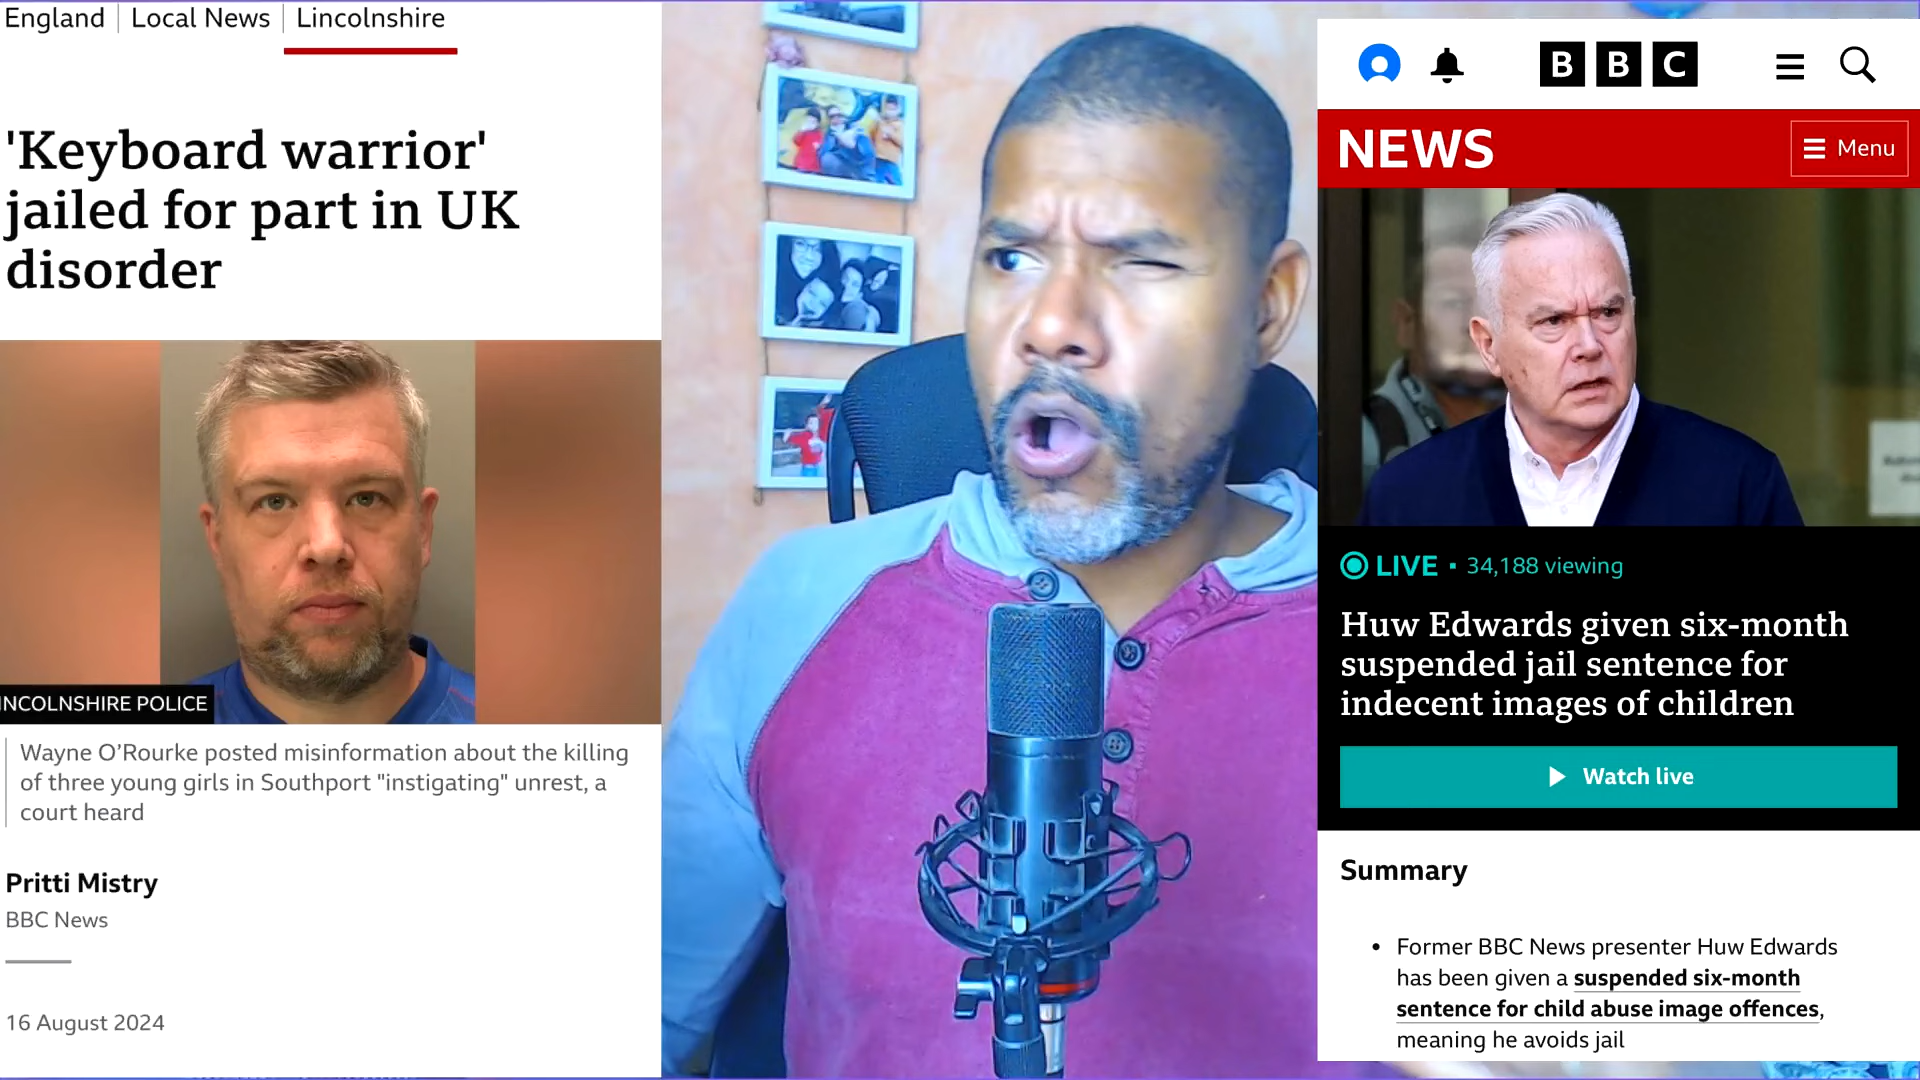 England
Local News
Lincolnshire
'Keyboard warrior'
jailed for part in UK
disorder
INCOLNSHIRE POLICE
Wayne O'Rourke posted misinformation about the killing
of three young girls in Southport "instigating" unrest, a
court heard
Pritti Mistry
BBC News
16 August 2024
BBC
NEWS
Menu
LIVE · 34,188 viewing
Huw Edwards given six-month
suspended jail sentence for
indecent images of children
Watch live
Summary
• Former BBC News presenter Huw Edwards
has been given a suspended six-month
sentence for child abuse image offences,
meaning he avoids jail